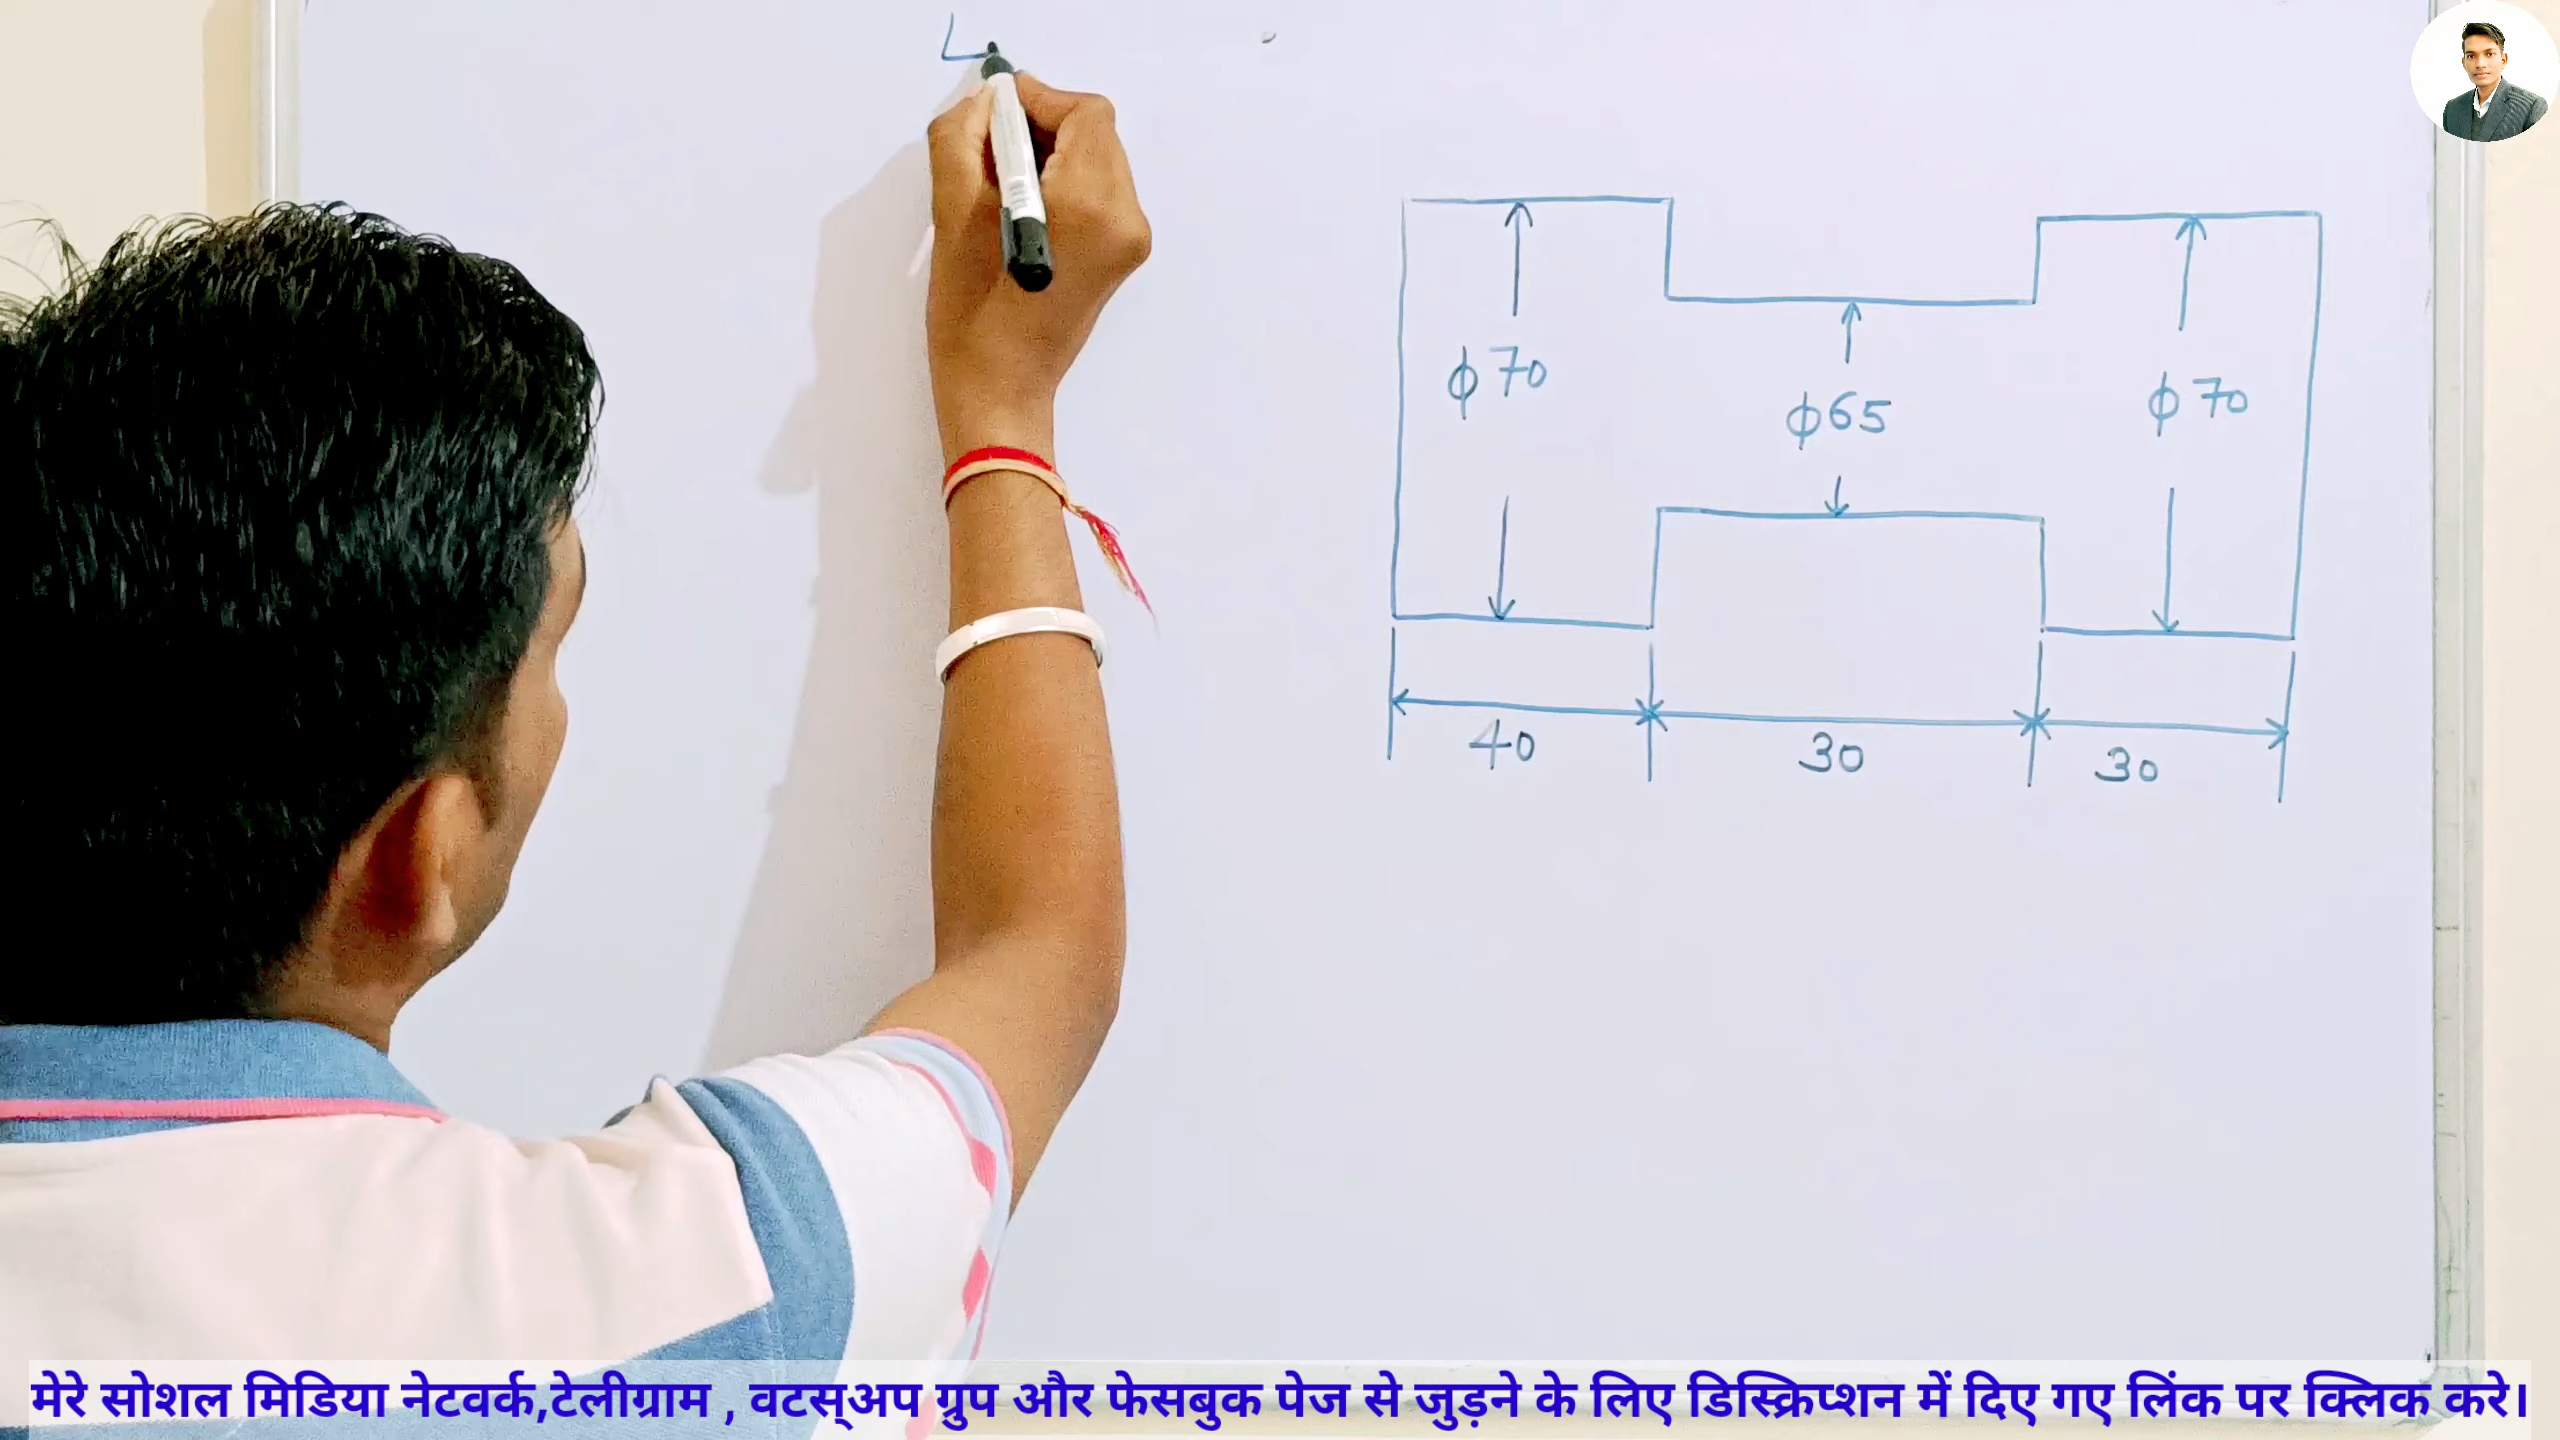 L
φ70
φ65
φ70
40
30
30
मेरे सोशल मिडिया नेटवर्क,टेलीग्राम , वटस्अप ग्रुप और फेसबुक पेज से जुड़ने के लिए डिस्क्रिप्शन में दिए गए लिंक पर क्लिक करे।